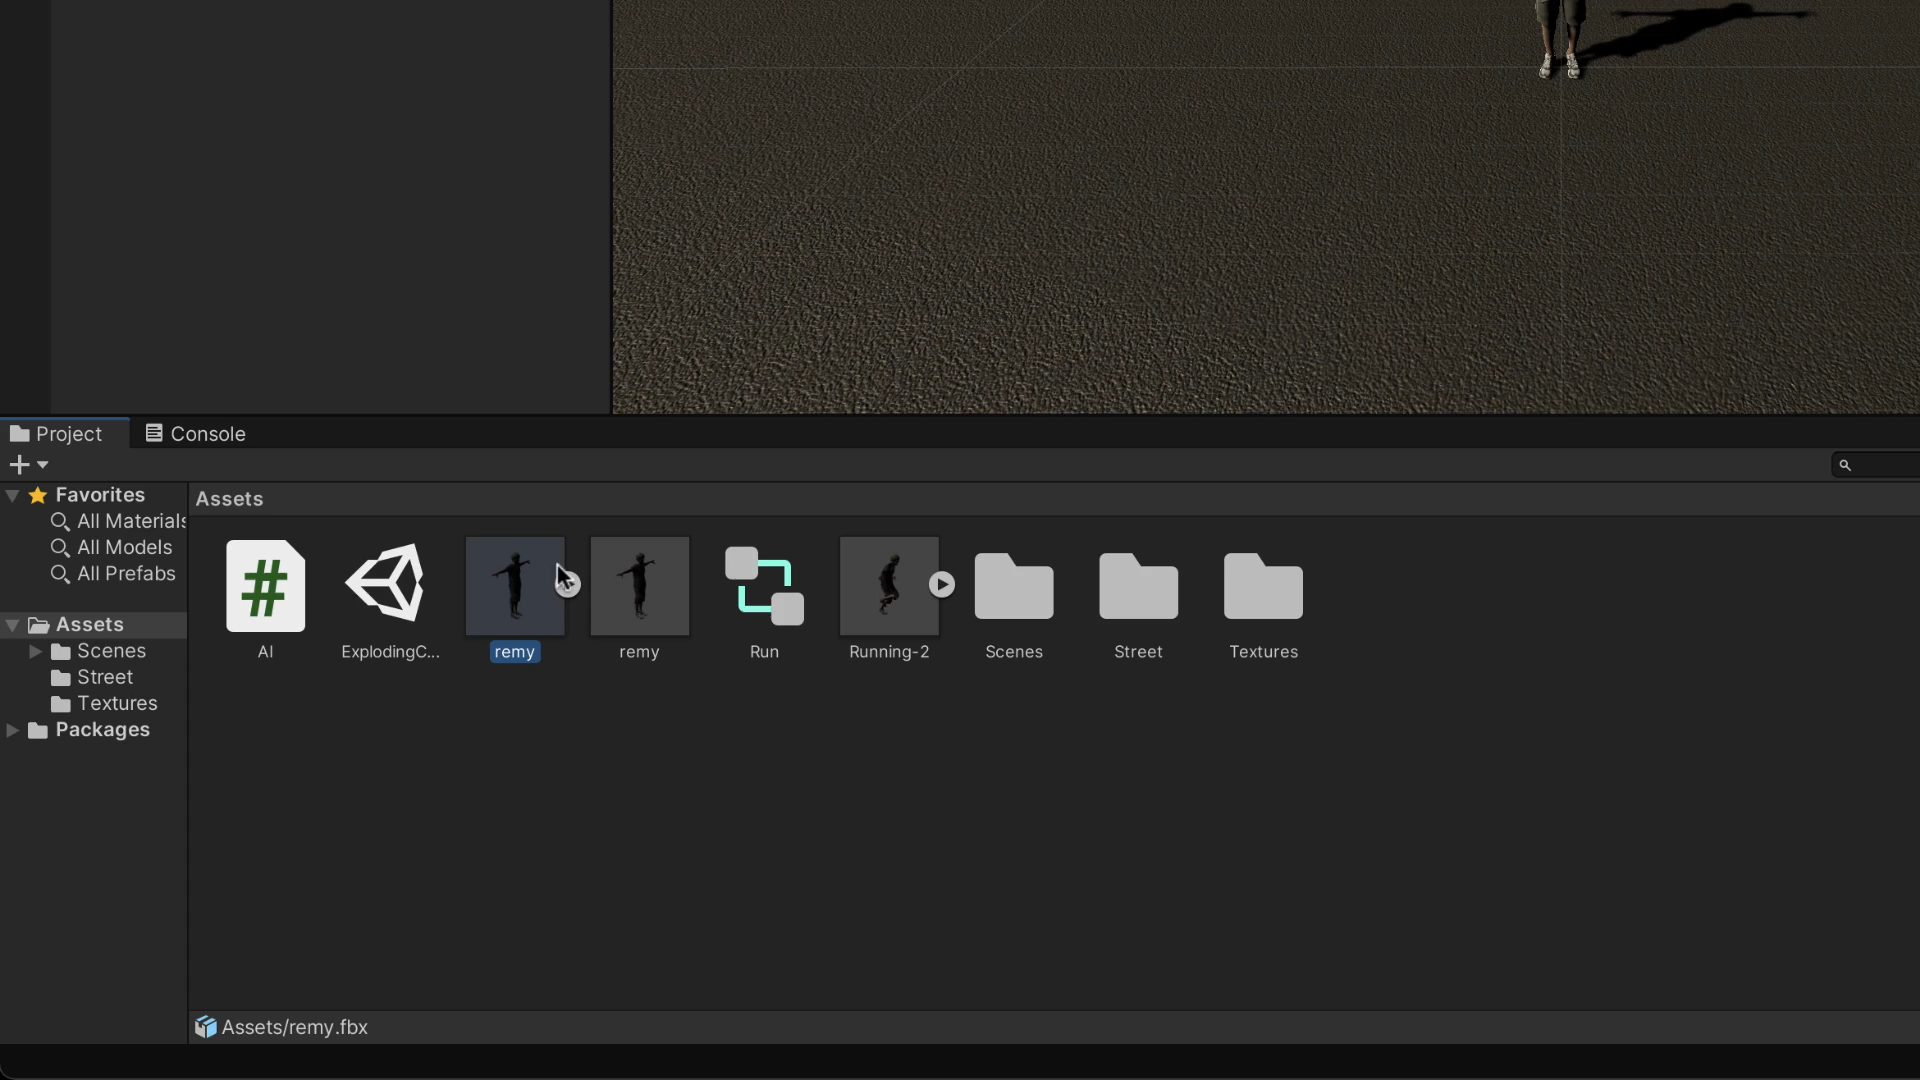 Project
Console
Favorites
All Materials
All Models
All Prefabs
Assets
Scenes
Street
Textures
Packages
Assets
#
AI
ExplodingC...
remy
remy
Run
Running-2
Scenes
Street
Textures
Assets/remy.fbx